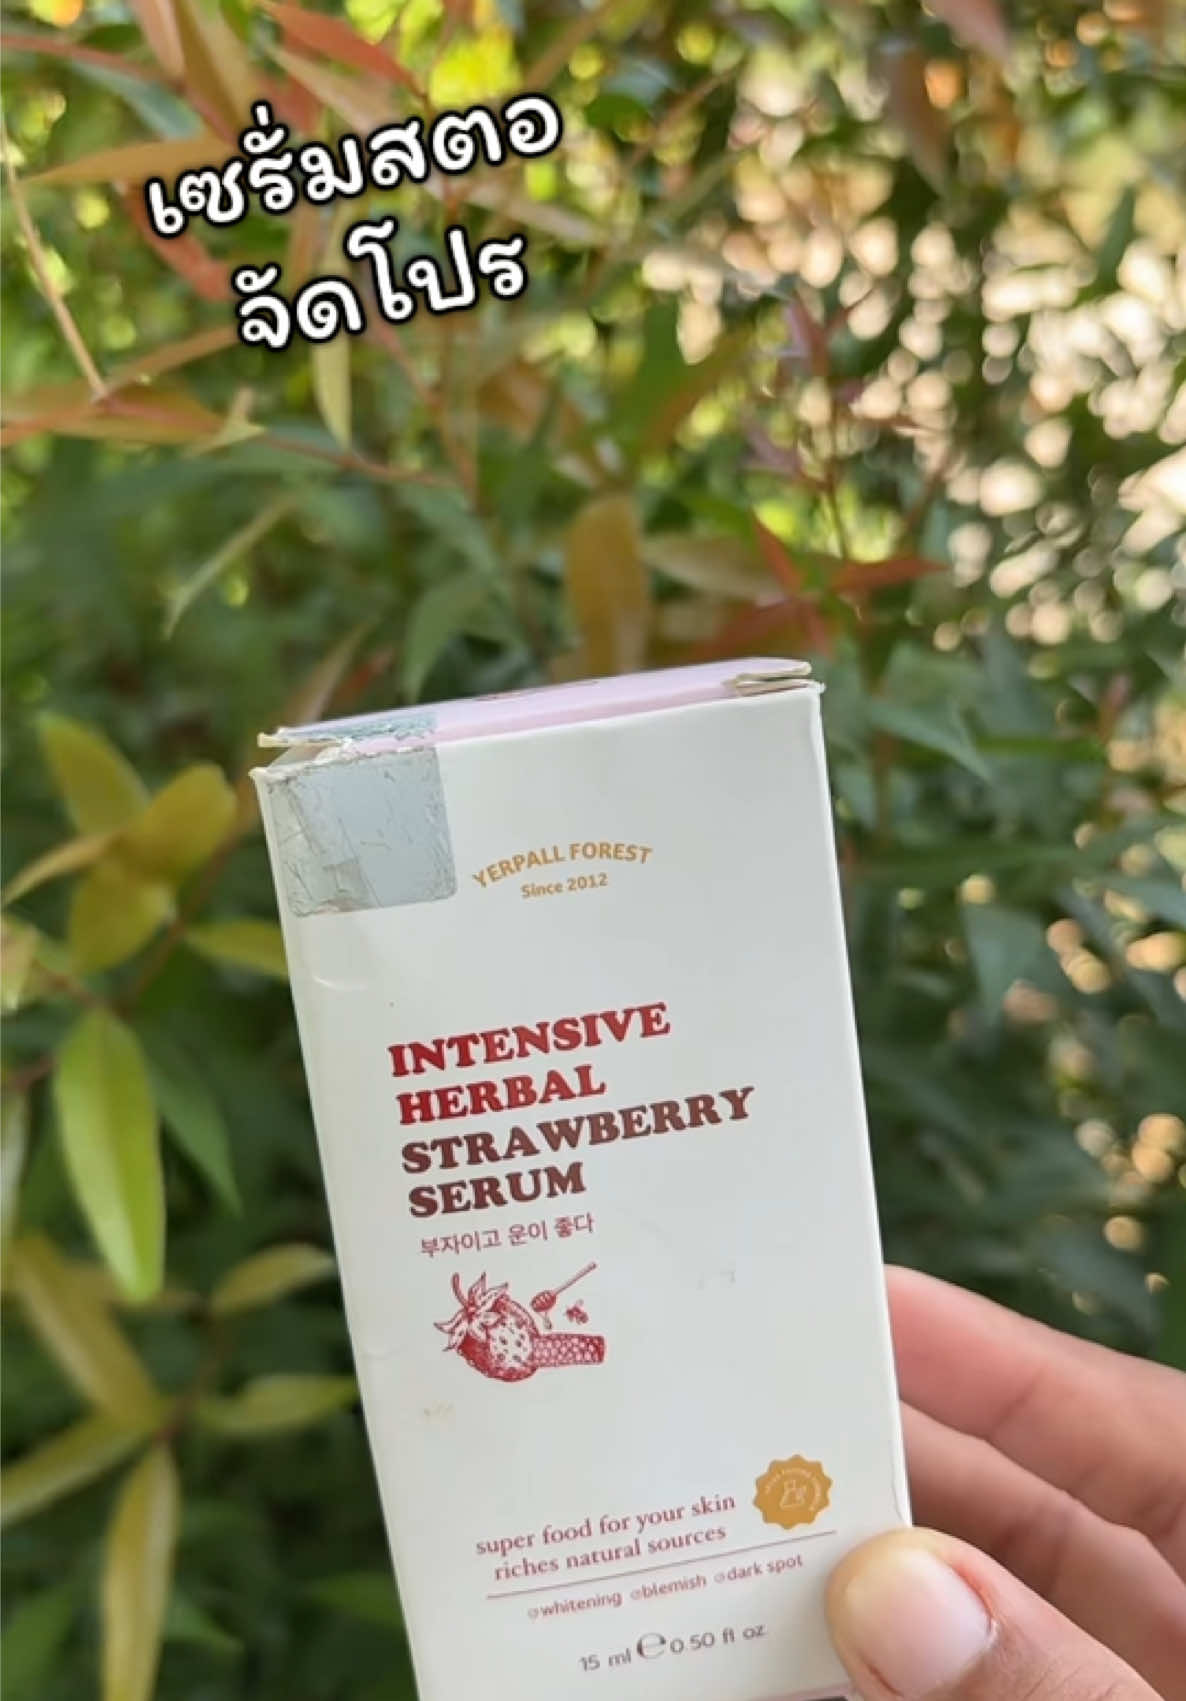 เซรั่มสตอ
จัดโปร
YERPALL FOREST
Since 2012
INTENSIVE
HERBAL
STRAWBERRY
SERUM
부자이고 운이 좋다
super food for your skin
riches natural sources
whitening blemish dark spot
15 ml ℮ 0.50 fl oz